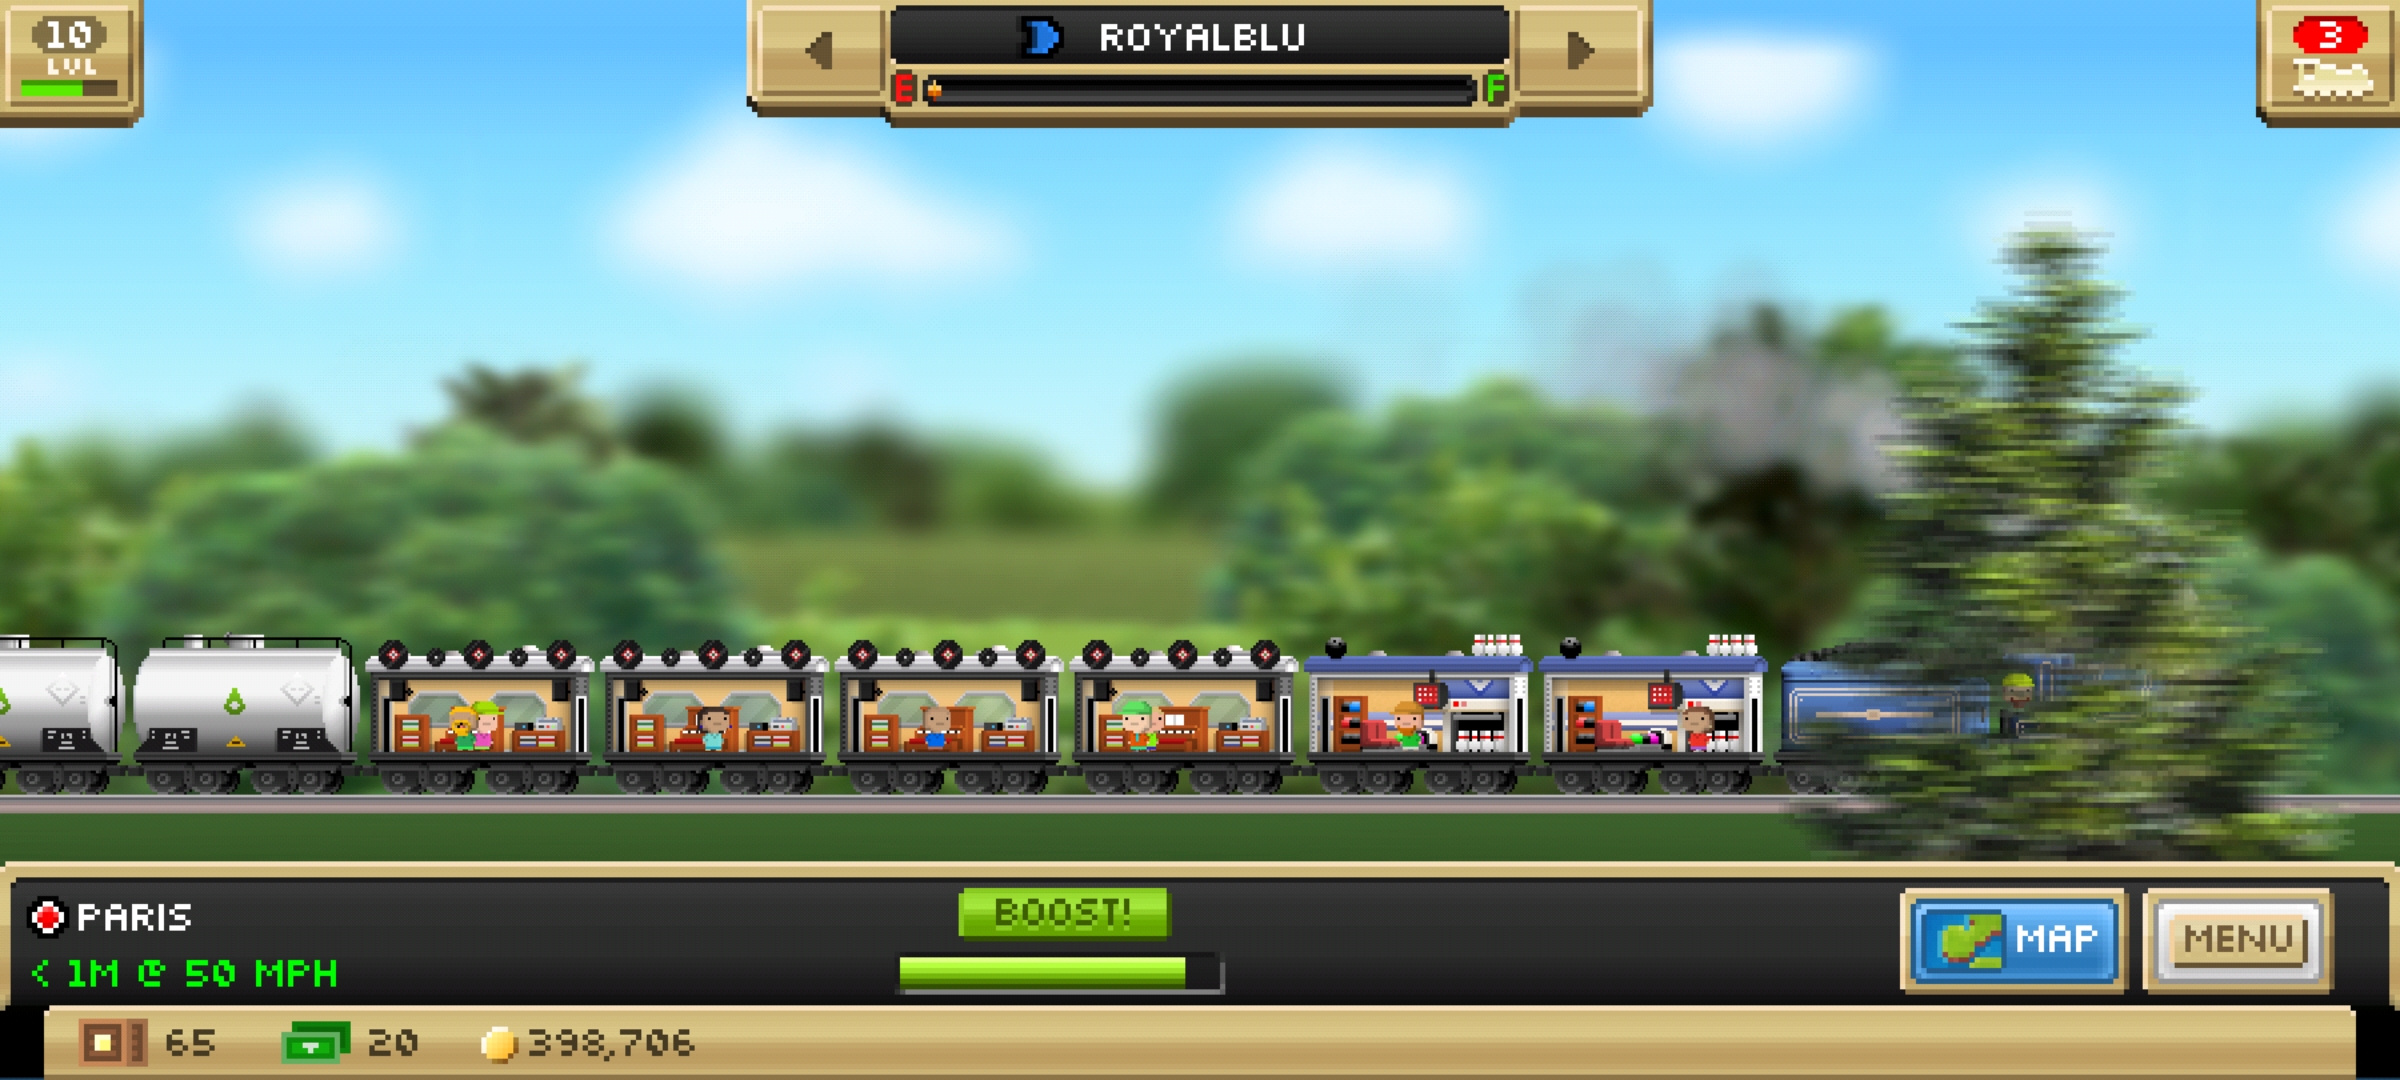 10
LVL
ROYALBLU
E F
3
PARIS
< 1M @ 50 MPH
BOOST!
MAP
MENU
65
20
398,706